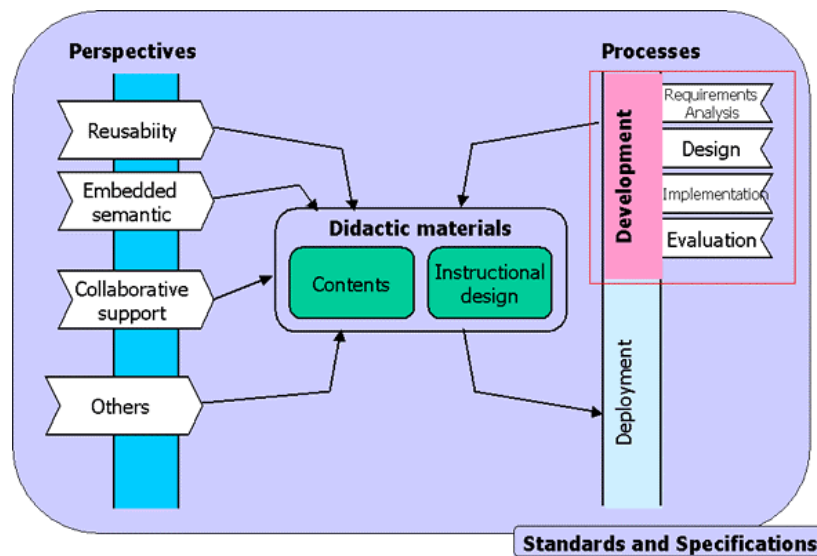 Perspectives
Processes
Reusabiity
Embedded
semantic
Collaborative
support
Others
Didactic materials
Contents
Instructional
design
Development
Requirements
Analysis
Design
Implementation
Evaluation
Deployment
Standards and Specifications